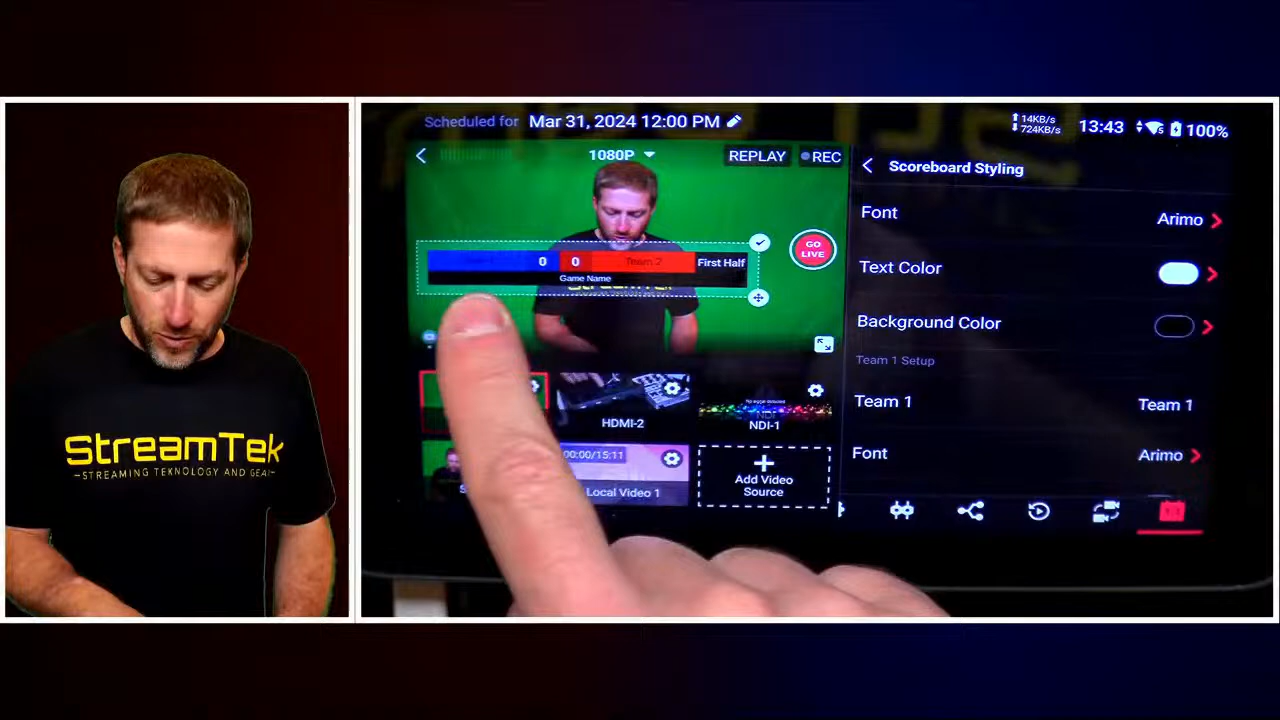 Scheduled for Mar 31, 2024 12:00 PM
14KB/s
724KB/s
13:43
100%
1080P
REPLAY
REC
Scoreboard Styling
Font
Arimo
GO
LIVE
0
0
Team 2
First Half
Game Name
StreamTek
Text Color
Background Color
Team 1 Setup
Team 1
Team 1
Font
Arimo
HDMI-2
NDI-1
00:00/15:11
Local Video 1
Add Video
Source
StreamTek
-STREAMING TEKNOLOGY AND GEAR-